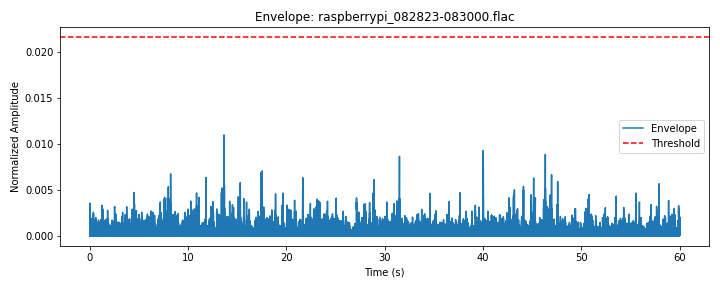 Envelope: raspberrypi_082823-083000.flac
Normalized Amplitude
0.020
0.015
0.010
0.005
0.000
Envelope
Threshold
0
10
20
30
40
50
60
Time (s)